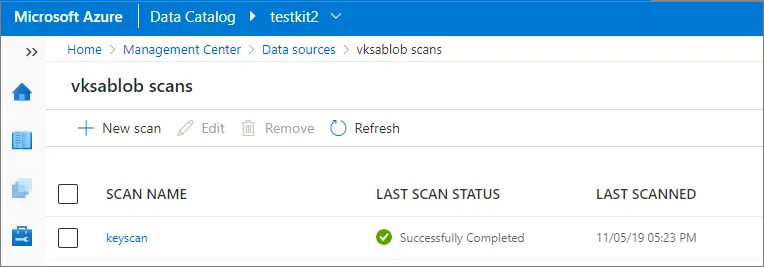 Microsoft Azure Data Catalog testkit2
Home Management Center Data sources vksablob scans
vksablob scans
New scan Edit Remove Refresh
SCAN NAME LAST SCAN STATUS LAST SCANNED
keyscan Successfully Completed 11/05/19 05:23 PM